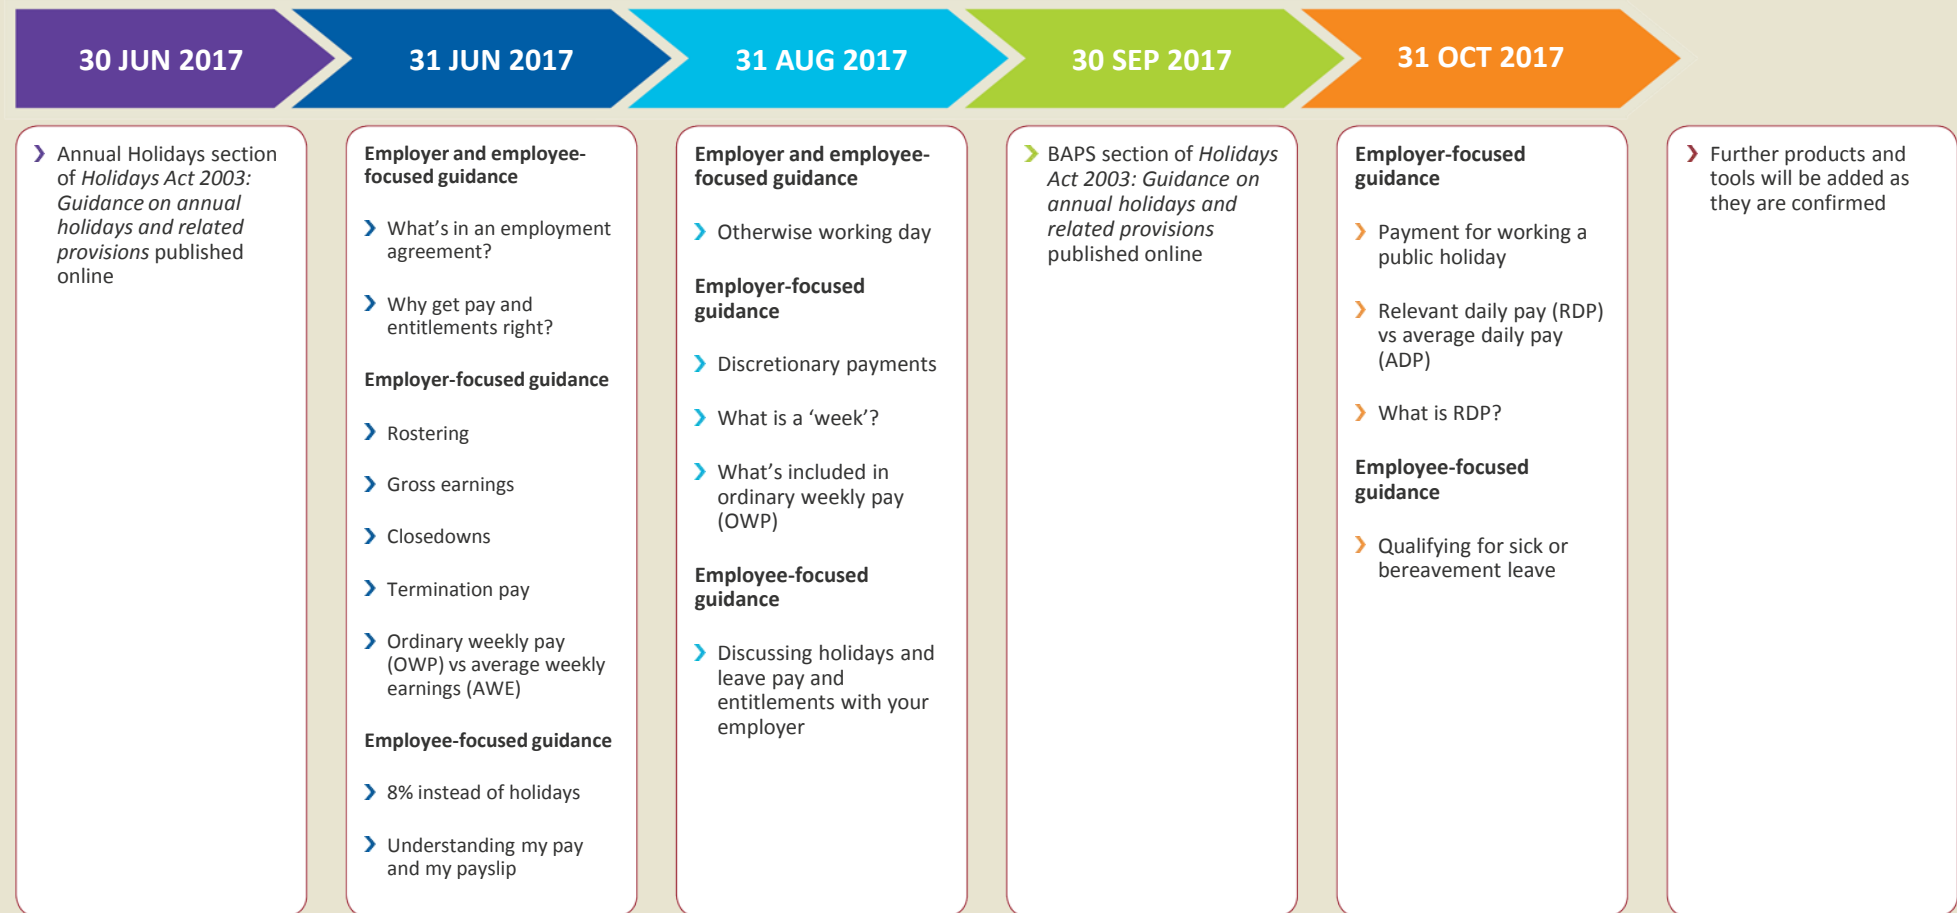 30 JUN 2017
31 JUN 2017
31 AUG 2017
30 SEP 2017
31 OCT 2017
Annual Holidays section
of Holidays Act 2003:
Guidance on annual
holidays and related
provisions published
online
Employer and employee-
focused guidance
What’s in an employment
agreement?
Why get pay and
entitlements right?
Employer-focused guidance
Rostering
Gross earnings
Closedowns
Termination pay
Ordinary weekly pay
(OWP) vs average weekly
earnings (AWE)
Employee-focused guidance
8% instead of holidays
Understanding my pay
and my payslip
Employer and employee-
focused guidance
Otherwise working day
Employer-focused
guidance
Discretionary payments
What is a ‘week’?
What’s included in
ordinary weekly pay
(OWP)
Employee-focused
guidance
Discussing holidays and
leave pay and
entitlements with your
employer
BAPS section of Holidays
Act 2003: Guidance on
annual holidays and
related provisions
published online
Employer-focused
guidance
Payment for working a
public holiday
Relevant daily pay (RDP)
vs average daily pay
(ADP)
What is RDP?
Employee-focused
guidance
Qualifying for sick or
bereavement leave
Further products and
tools will be added as
they are confirmed